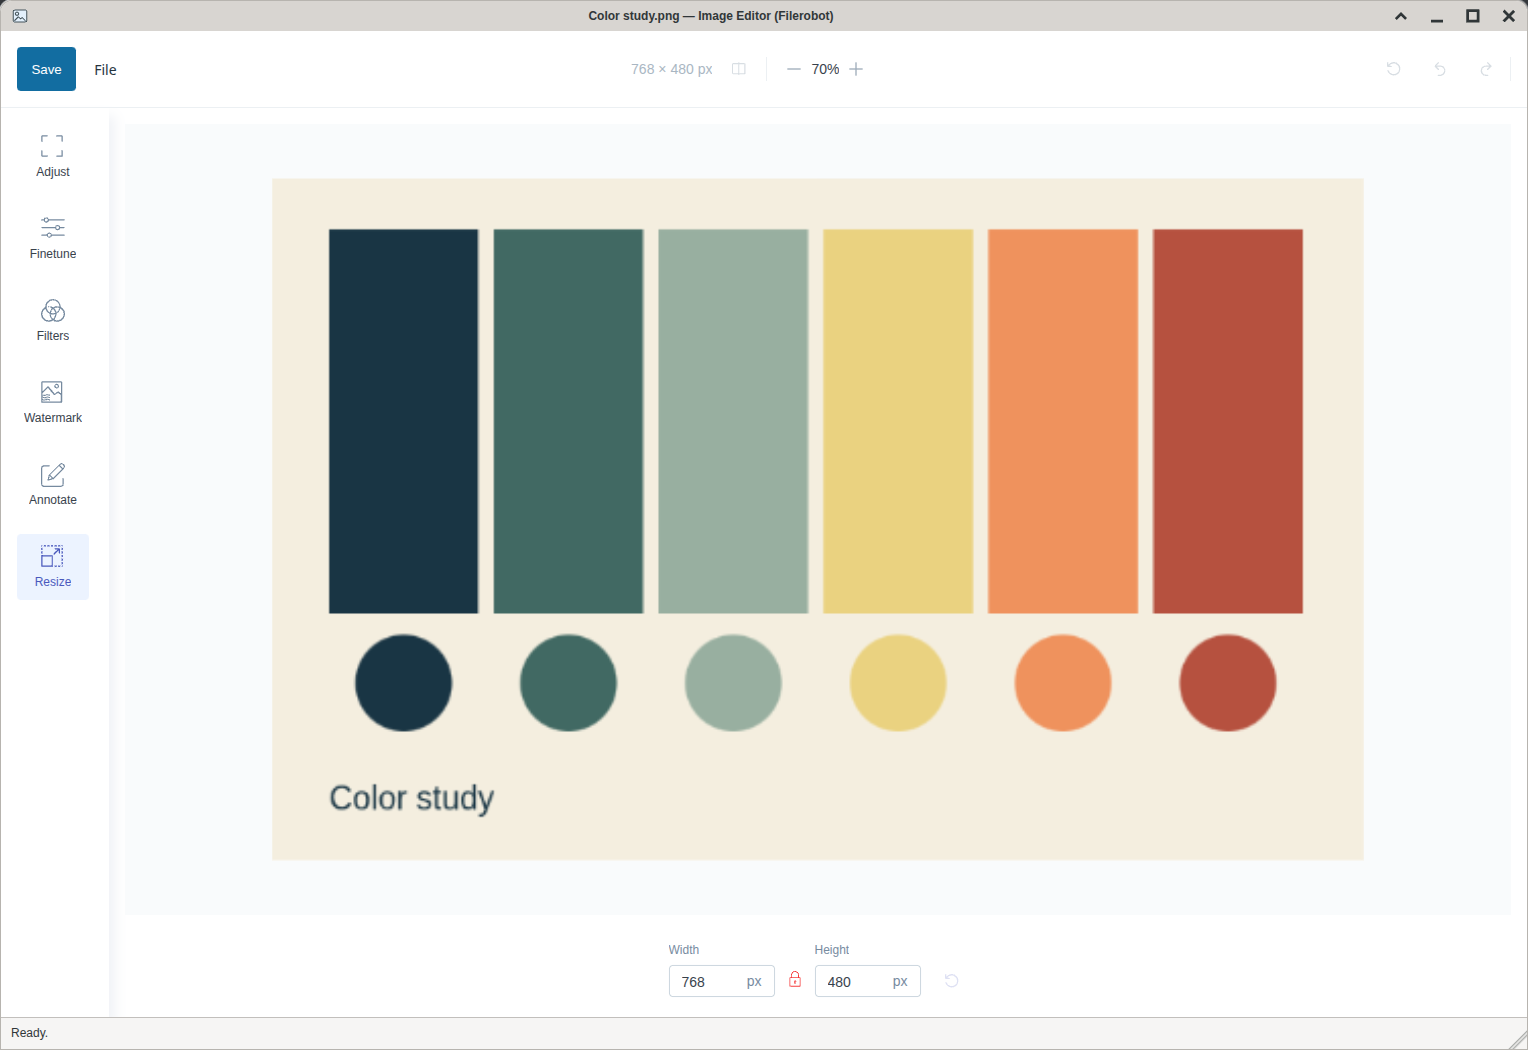 Color study.png — Image Editor (Filerobot)
Save
File
768 × 480 px
70%
Adjust
Finetune
Filters
Watermark
Annotate
Resize
Color study
Width
Height
768 px
480 px
Ready.